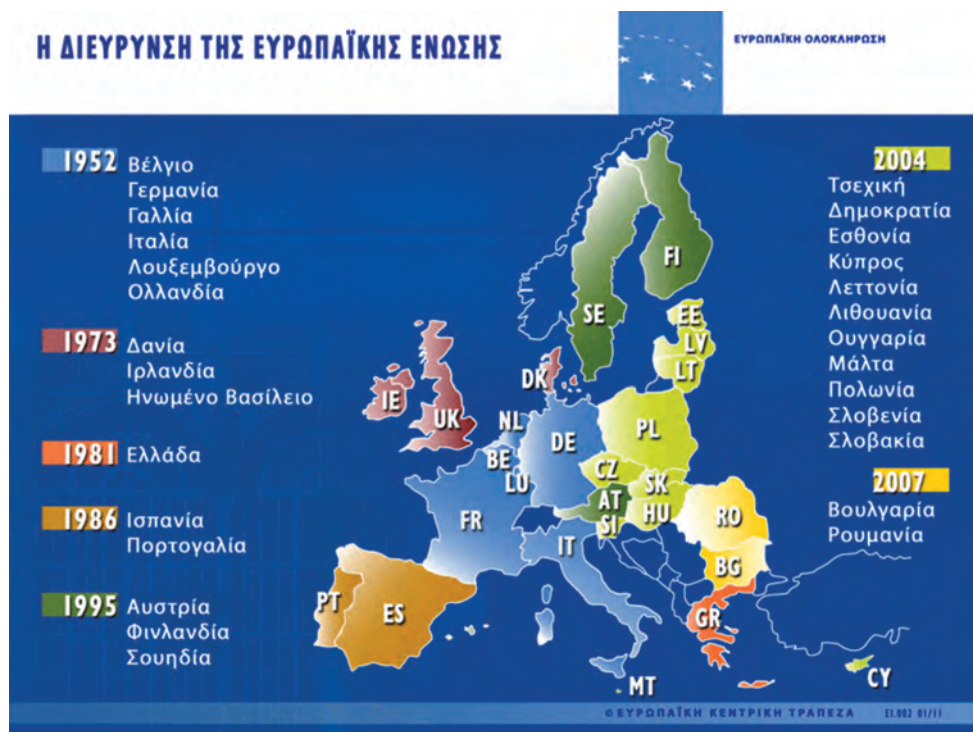 Η ΔΙΕΥΡΥΝΣΗ ΤΗΣ ΕΥΡΩΠΑΪΚΗΣ ΕΝΩΣΗΣ
ΕΥΡΩΠΑΪΚΗ ΟΛΟΚΛΗΡΩΣΗ
1952 Βέλγιο
Γερμανία
Γαλλία
Ιταλία
Λουξεμβούργο
Ολλανδία
1973 Δανία
Ιρλανδία
Ηνωμένο Βασίλειο
1981 Ελλάδα
1986 Ισπανία
Πορτογαλία
1995 Αυστρία
Φινλανδία
Σουηδία
FI
SE
EE
LV
LT
DK
IE
UK
NL
DE
PL
BE
LU
CZ
SK
AT
HU
SI
FR
IT
RO
BG
PT
ES
GR
MT
CY
2004
Τσεχική
Δημοκρατία
Εσθονία
Κύπρος
Λεττονία
Λιθουανία
Ουγγαρία
Μάλτα
Πολωνία
Σλοβενία
Σλοβακία
2007
Βουλγαρία
Ρουμανία
© ΕΥΡΩΠΑΪΚΗ ΚΕΝΤΡΙΚΗ ΤΡΑΠΕΖΑ